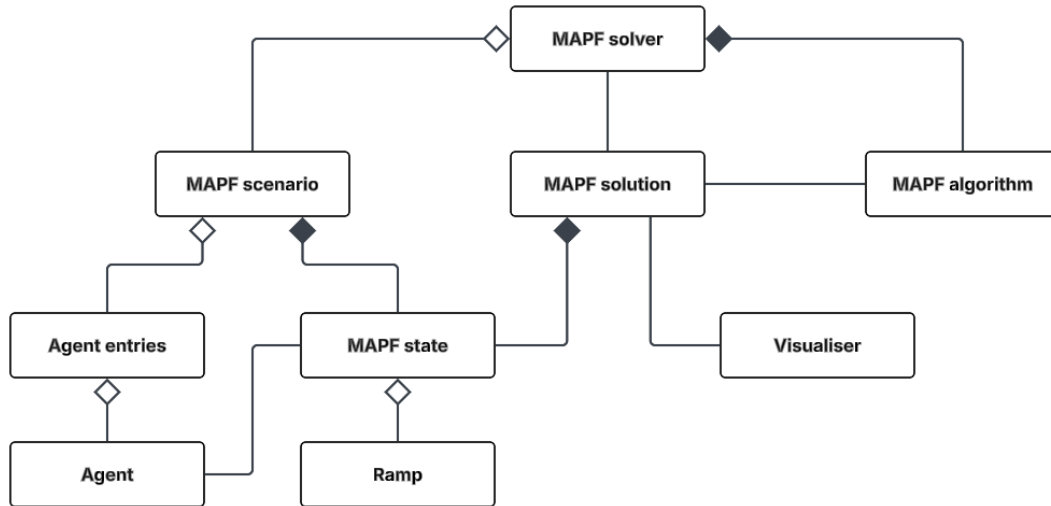 MAPF solver
MAPF scenario
MAPF solution
MAPF algorithm
Agent entries
MAPF state
Visualiser
Agent
Ramp